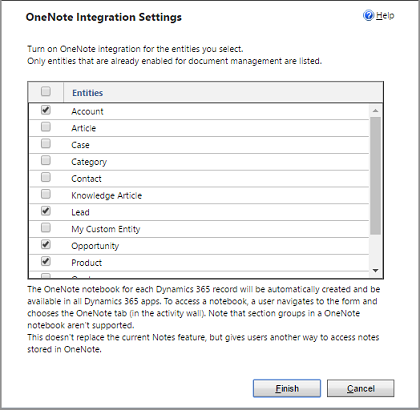 OneNote Integration Settings
Help
Turn on OneNote integration for the entities you select.
Only entities that are already enabled for document management are listed.
Entities
Account
Article
Case
Category
Contact
Knowledge Article
Lead
My Custom Entity
Opportunity
Product
The OneNote notebook for each Dynamics 365 record will be automatically created and be
available in all Dynamics 365 apps. To access a notebook, a user navigates to the form and
chooses the OneNote tab (in the activity wall). Note that section groups in a OneNote
notebook aren't supported.
This doesn't replace the current Notes feature, but gives users another way to access notes
stored in OneNote.
Finish
Cancel